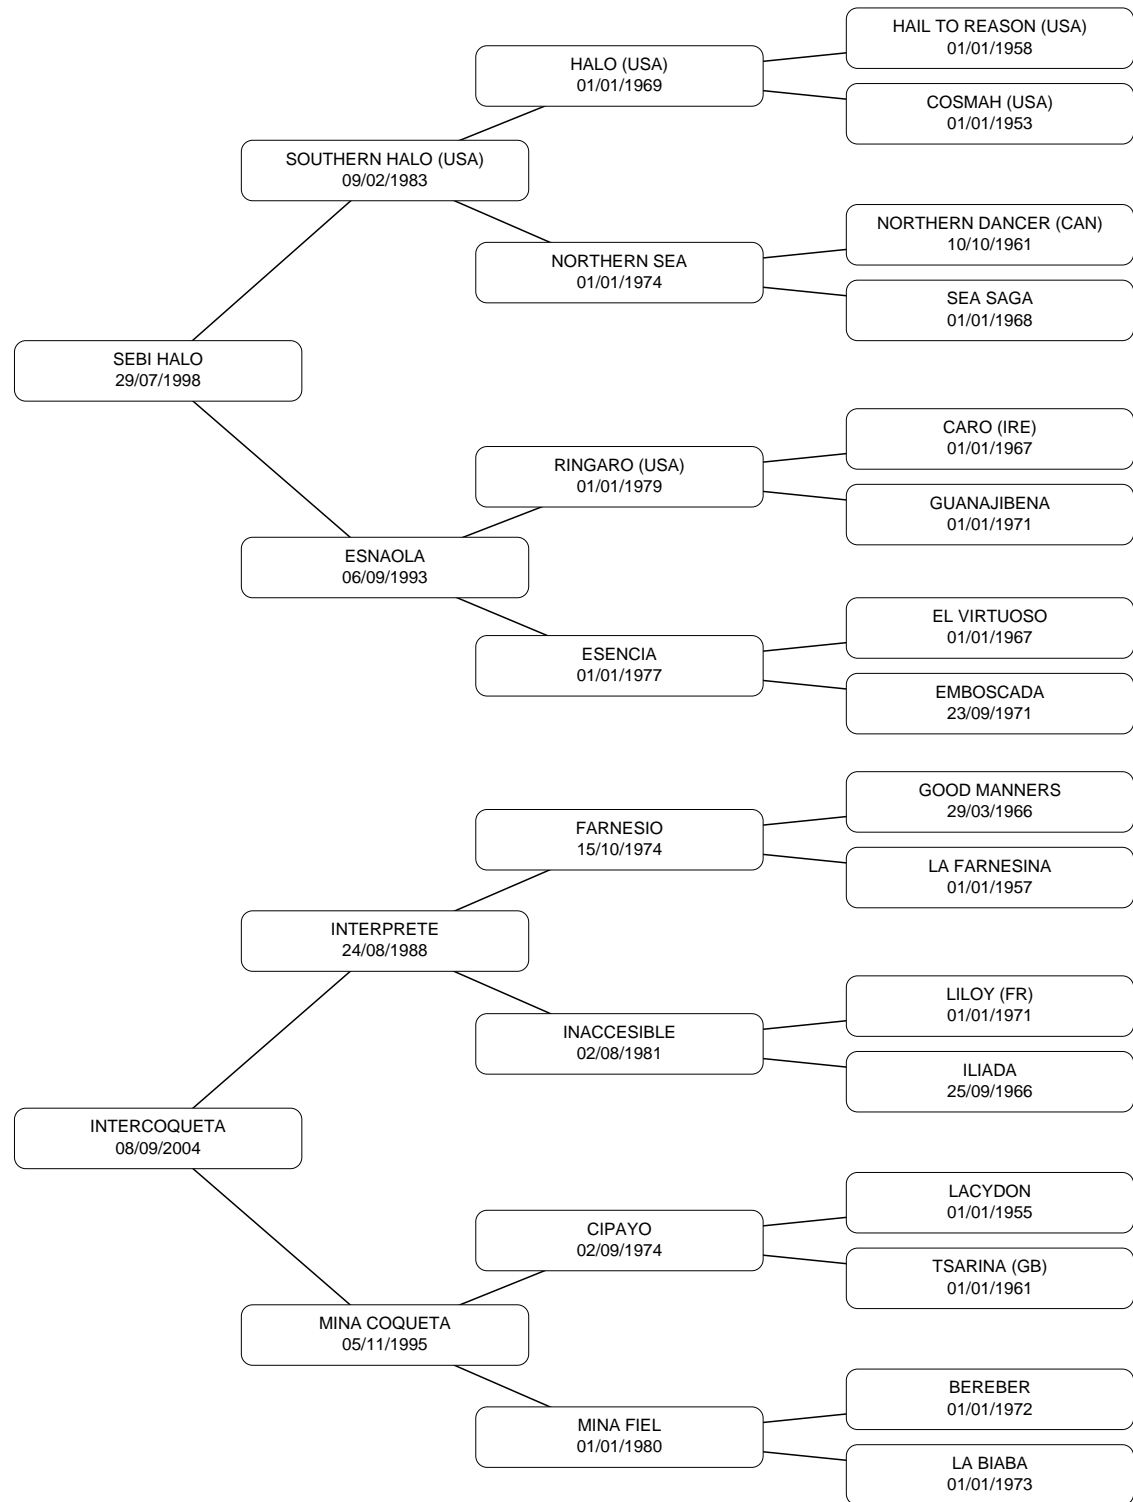 HAIL TO REASON (USA)
01/01/1958
HALO (USA)
01/01/1969
COSMAH (USA)
01/01/1953
SOUTHERN HALO (USA)
09/02/1983
NORTHERN DANCER (CAN)
10/10/1961
NORTHERN SEA
01/01/1974
SEA SAGA
01/01/1968
SEBI HALO
29/07/1998
CARO (IRE)
01/01/1967
RINGARO (USA)
01/01/1979
GUANAJIBENA
01/01/1971
ESNAOLA
06/09/1993
EL VIRTUOSO
01/01/1967
ESENCIA
01/01/1977
EMBOSCADA
23/09/1971
GOOD MANNERS
29/03/1966
FARNESIO
15/10/1974
LA FARNESINA
01/01/1957
INTERPRETE
24/08/1988
LILOY (FR)
01/01/1971
INACCESIBLE
02/08/1981
ILIADA
25/09/1966
INTERCOQUETA
08/09/2004
LACYDON
01/01/1955
CIPAYO
02/09/1974
TSARINA (GB)
01/01/1961
MINA COQUETA
05/11/1995
BEREBER
01/01/1972
MINA FIEL
01/01/1980
LA BIABA
01/01/1973